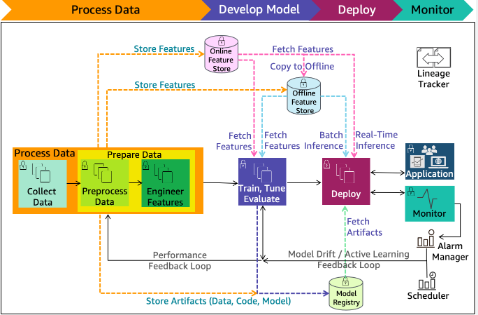 Process Data
Develop Model
Deploy
Monitor
Store Features
Online
Feature
Store
Fetch Features
Copy to Offline
Lineage
Tracker
Store Features
Offline
Feature
Store
Fetch
Features
Fetch
Features
Batch
Inference
Real-Time
Inference
Process Data
Prepare Data
Collect
Data
Preprocess
Data
Engineer
Features
Train, Tune
Evaluate
Deploy
Application
Monitor
Fetch
Artifacts
Alarm
Manager
Performance
Feedback Loop
Model Drift / Active Learning
Feedback Loop
Scheduler
Model
Registry
Store Artifacts (Data, Code, Model)